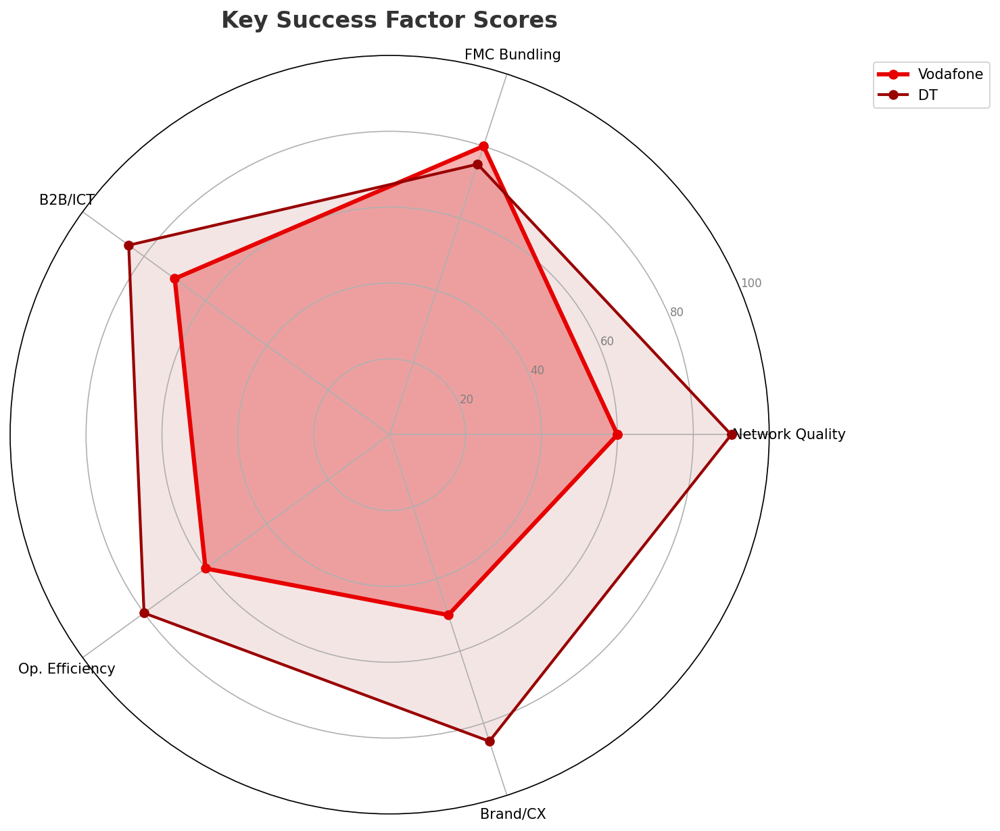 Key Success Factor Scores
FMC Bundling
Vodafone
DT
B2B/ICT
100
80
60
40
20
Network Quality
Op. Efficiency
Brand/CX